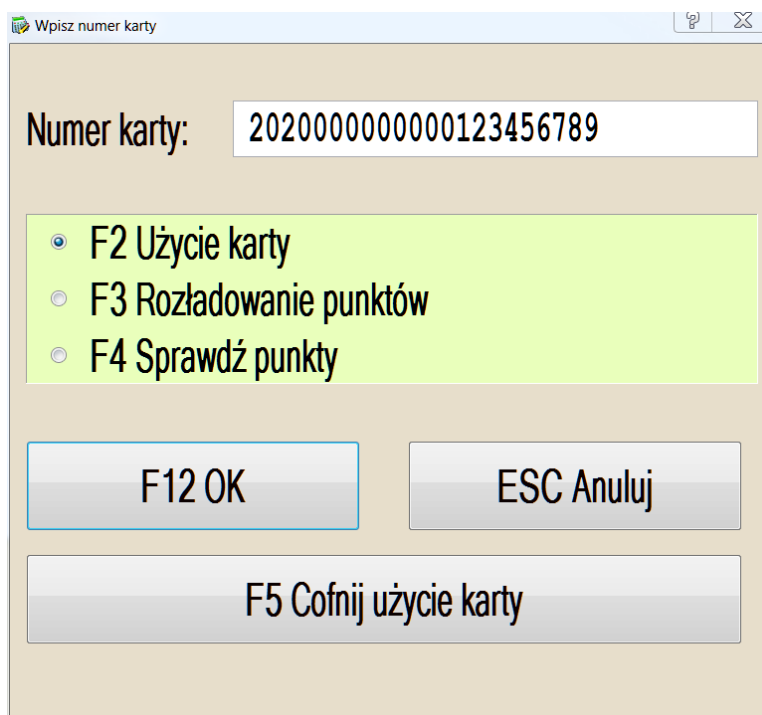 Wpisz numer karty
Numer karty: 2020000000000123456789
F2 Użycie karty
F3 Rozładowanie punktów
F4 Sprawdź punkty
F12 OK ESC Anuluj
F5 Cofnij użycie karty